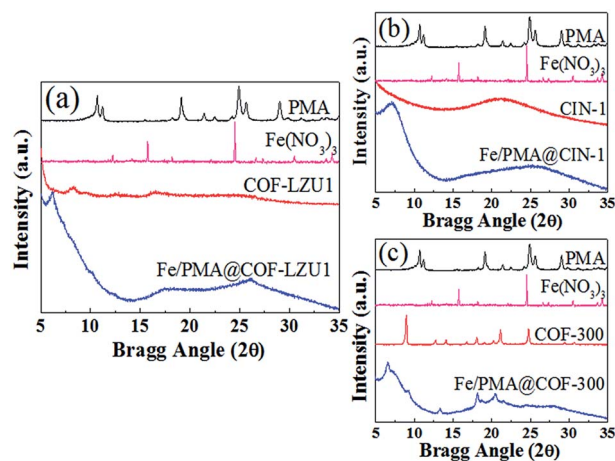 (a)
PMA
Fe(NO3)3
COF-LZU1
Fe/PMA@COF-LZU1
Intensity (a.u.)
5 10 15 20 25 30 35
Bragg Angle (2θ)
(b)
PMA
Fe(NO3)3
CIN-1
Fe/PMA@CIN-1
Intensity (a.u.)
5 10 15 20 25 30 35
Bragg Angle (2θ)
(c)
PMA
Fe(NO3)3
COF-300
Fe/PMA@COF-300
Intensity (a.u.)
5 10 15 20 25 30 35
Bragg Angle (2θ)